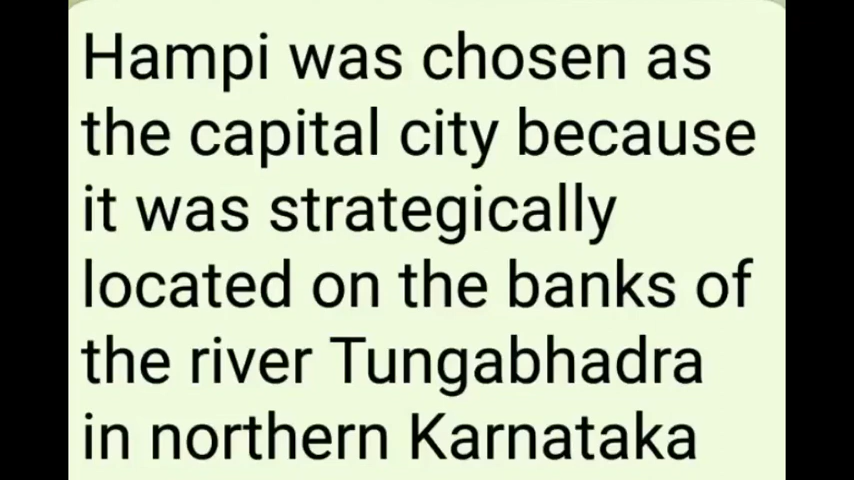 Hampi was chosen as
the capital city because
it was strategically
located on the banks of
the river Tungabhadra
in northern Karnataka